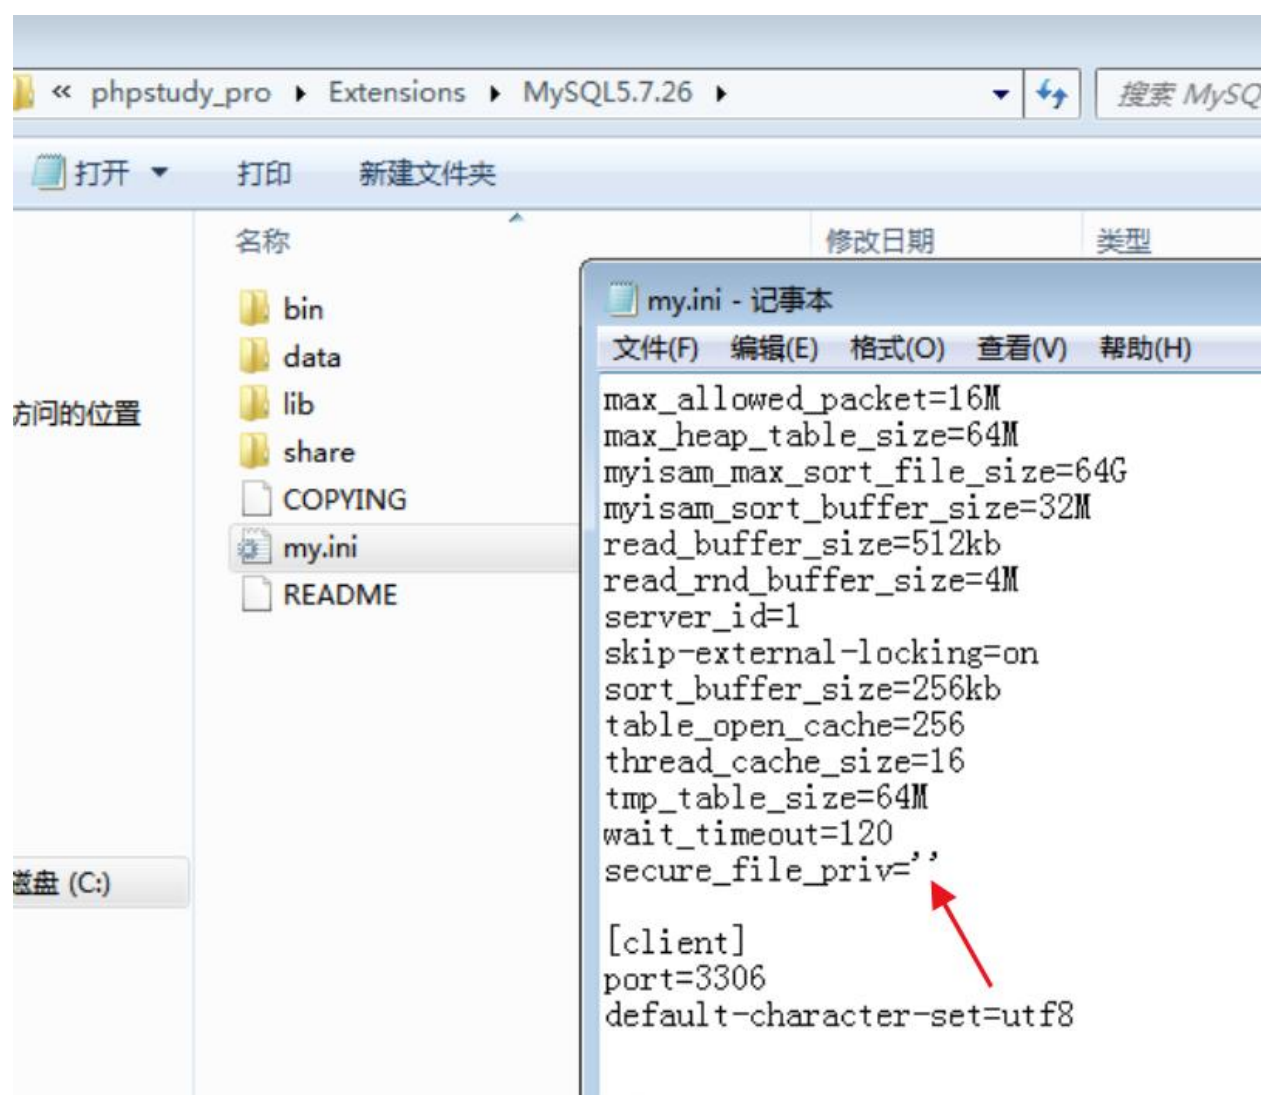 « phpstudy_pro ▸ Extensions ▸ MySQL5.7.26 ▸
搜索 MySQ
打开 打印 新建文件夹
名称 修改日期 类型
bin
data
lib
share
COPYING
my.ini
README
访问的位置
磁盘 (C:)
my.ini - 记事本
文件(F) 编辑(E) 格式(O) 查看(V) 帮助(H)
max_allowed_packet=16M
max_heap_table_size=64M
myisam_max_sort_file_size=64G
myisam_sort_buffer_size=32M
read_buffer_size=512kb
read_rnd_buffer_size=4M
server_id=1
skip-external-locking=on
sort_buffer_size=256kb
table_open_cache=256
thread_cache_size=16
tmp_table_size=64M
wait_timeout=120
secure_file_priv=''
[client]
port=3306
default-character-set=utf8